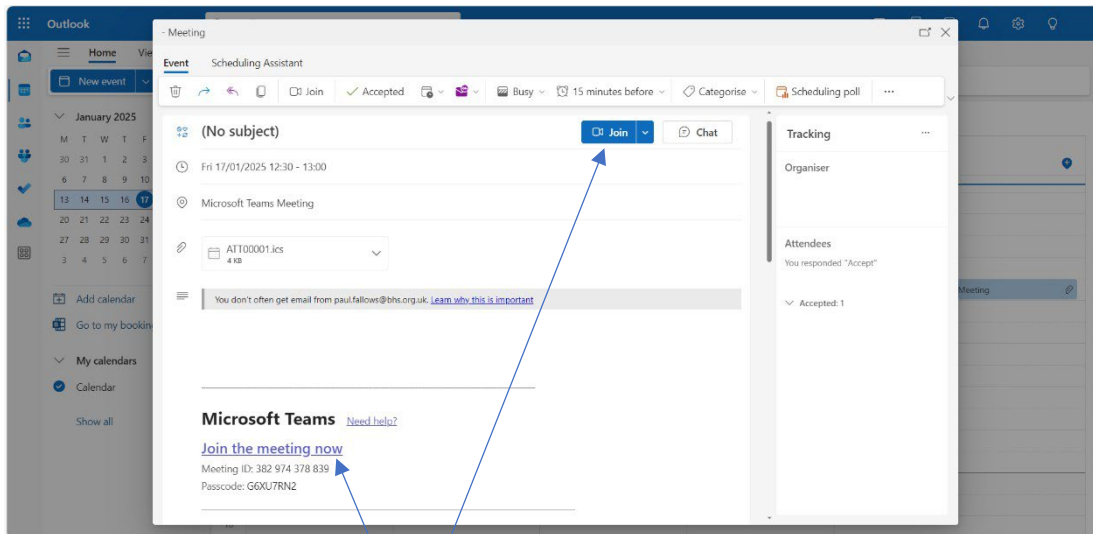 Outlook
- Meeting
Home Vie
Event Scheduling Assistant
New event
Join Accepted Busy 15 minutes before Categorise Scheduling poll ...
January 2025
M T W T F
30 31 1 2 3
6 7 8 9 10
13 14 15 16 17
20 21 22 23 24
27 28 29 30 31
3 4 5 6 7
Add calendar
Go to my bookin
My calendars
Calendar
Show all
(No subject)
Join
Chat
Fri 17/01/2025 12:30 - 13:00
Microsoft Teams Meeting
ATT00001.ics
4 KB
You don't often get email from paul.fallows@bhs.org.uk. Learn why this is important
Microsoft Teams Need help?
Join the meeting now
Meeting ID: 382 974 378 839
Passcode: G6XU7RN2
Tracking ...
Organiser
Attendees
You responded "Accept"
Accepted: 1
Meeting